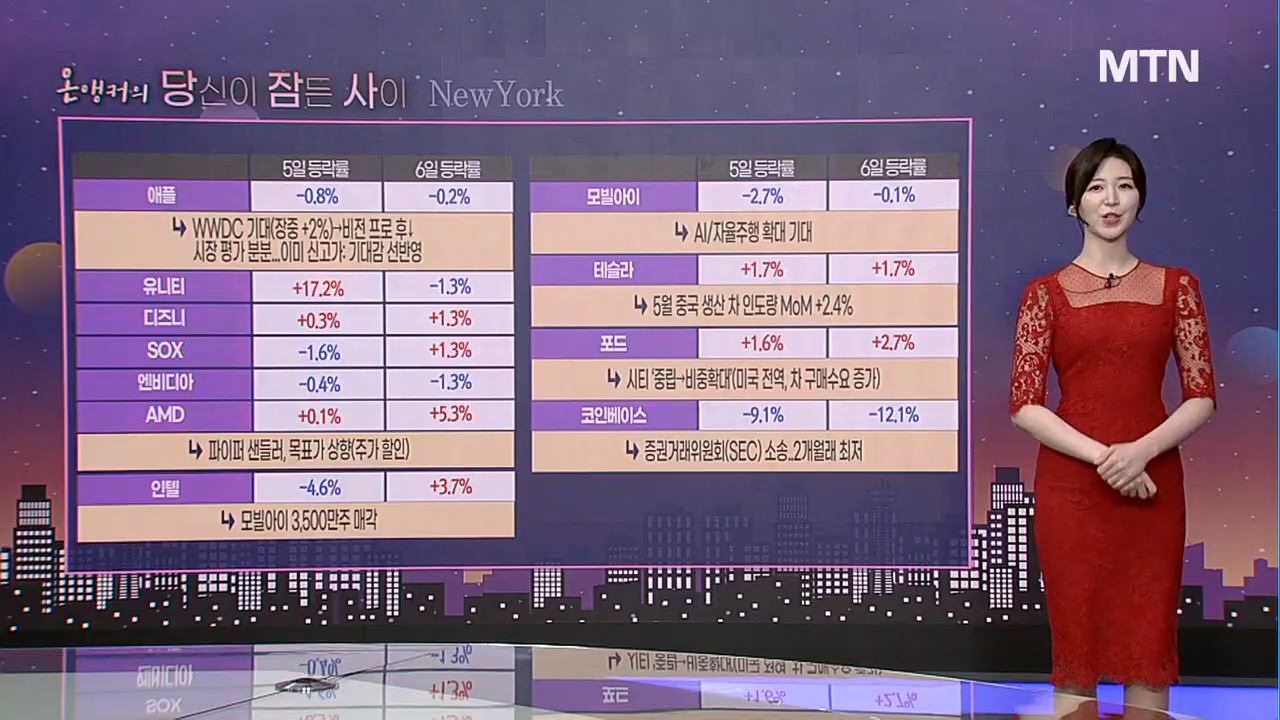 온앵커의 당신이 잠든 사이 NewYork
MTN
5일 등락률 6일 등락률
애플 -0.8% -0.2%
↳ WWDC 기대(장중 +2%)→비전 프로 후↓
시장 평가 분분...이미 신고가: 기대감 선반영
유니티 +17.2% -1.3%
디즈니 +0.3% +1.3%
SOX -1.6% +1.3%
엔비디아 -0.4% -1.3%
AMD +0.1% +5.3%
↳ 파이퍼 샌들러, 목표가 상향(주가 할인)
인텔 -4.6% +3.7%
↳ 모빌아이 3,500만주 매각
5일 등락률 6일 등락률
모빌아이 -2.7% -0.1%
↳ AI/자율주행 확대 기대
테슬라 +1.7% +1.7%
↳ 5월 중국 생산 차 인도량 MoM +2.4%
포드 +1.6% +2.7%
↳ 시티 '중립→비중확대'(미국 전역, 차 구매수요 증가)
코인베이스 -9.1% -12.1%
↳ 증권거래위원회(SEC) 소송..2개월래 최저